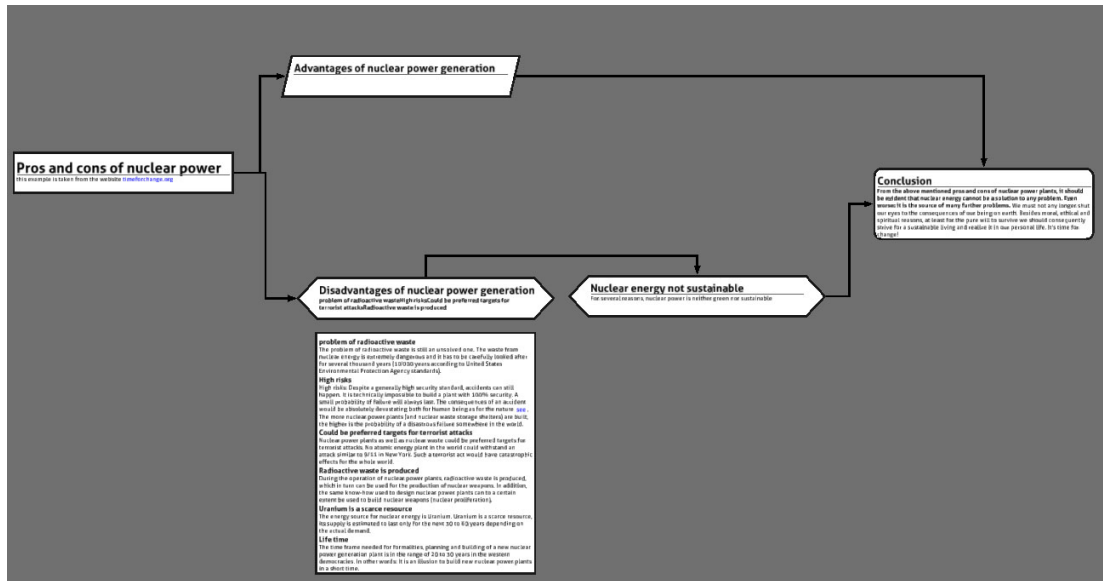 Advantages of nuclear power generation
Pros and cons of nuclear power
this example is taken from the website timeforchange.org
Conclusion
From the above mentioned pros and cons of nuclear power plants, it should
be evident that nuclear energy cannot be a solution to any problem. Even
worse: it is the source of many further problems. We must not any longer shut
our eyes to the consequences of our being on earth. Besides moral, ethical and
spiritual reasons, at least for the pure will to survive we should consequently
strive for a sustainable living and realize it in our personal life. It's time for
change!
Disadvantages of nuclear power generation
problem of radioactive wasteHigh risksCould be preferred targets for
terrorist attacksRadioactive waste is produced
Nuclear energy not sustainable
For several reasons, nuclear power is neither green nor sustainable
problem of radioactive waste
The problem of radioactive waste is still an unsolved one. The waste from
nuclear energy is extremely dangerous and it has to be carefully looked after
for several thousand years (10'000 years according to United States
Environmental Protection Agency standards).
High risks
High risks: Despite a generally high security standard, accidents can still
happen. It is technically impossible to build a plant with 100% security. A
small probability of failure will always last. The consequences of an accident
would be absolutely devastating both for human being as for the nature see .
The more nuclear power plants (and nuclear waste storage shelters) are built,
the higher is the probability of a disastrous failure somewhere in the world.
Could be preferred targets for terrorist attacks
Nuclear power plants as well as nuclear waste could be preferred targets for
terrorist attacks. No atomic energy plant in the world could withstand an
attack similar to 9/11 in New York. Such a terrorist act would have catastrophic
effects for the whole world.
Radioactive waste is produced
During the operation of nuclear power plants, radioactive waste is produced,
which in turn can be used for the production of nuclear weapons. In addition,
the same know-how used to design nuclear power plants can to a certain
extent be used to build nuclear weapons (nuclear proliferation).
Uranium is a scarce resource
The energy source for nuclear energy is Uranium. Uranium is a scarce resource,
its supply is estimated to last only for the next 30 to 60 years depending on
the actual demand.
Life time
The time frame needed for formalities, planning and building of a new nuclear
power generation plant is in the range of 20 to 30 years in the western
democracies. In other words: It is an illusion to build new nuclear power plants
in a short time.